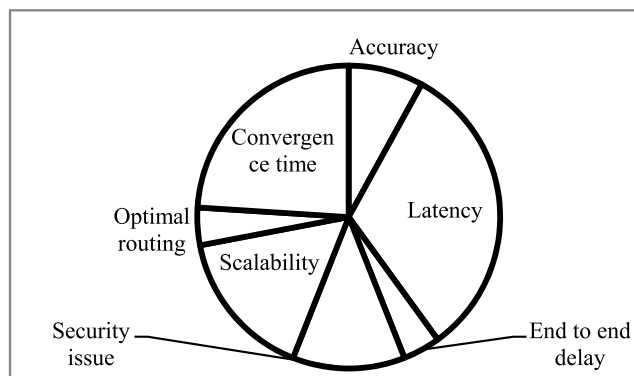 Accuracy
Convergen
ce time
Latency
Optimal
routing
Scalability
Security
issue
End to end
delay